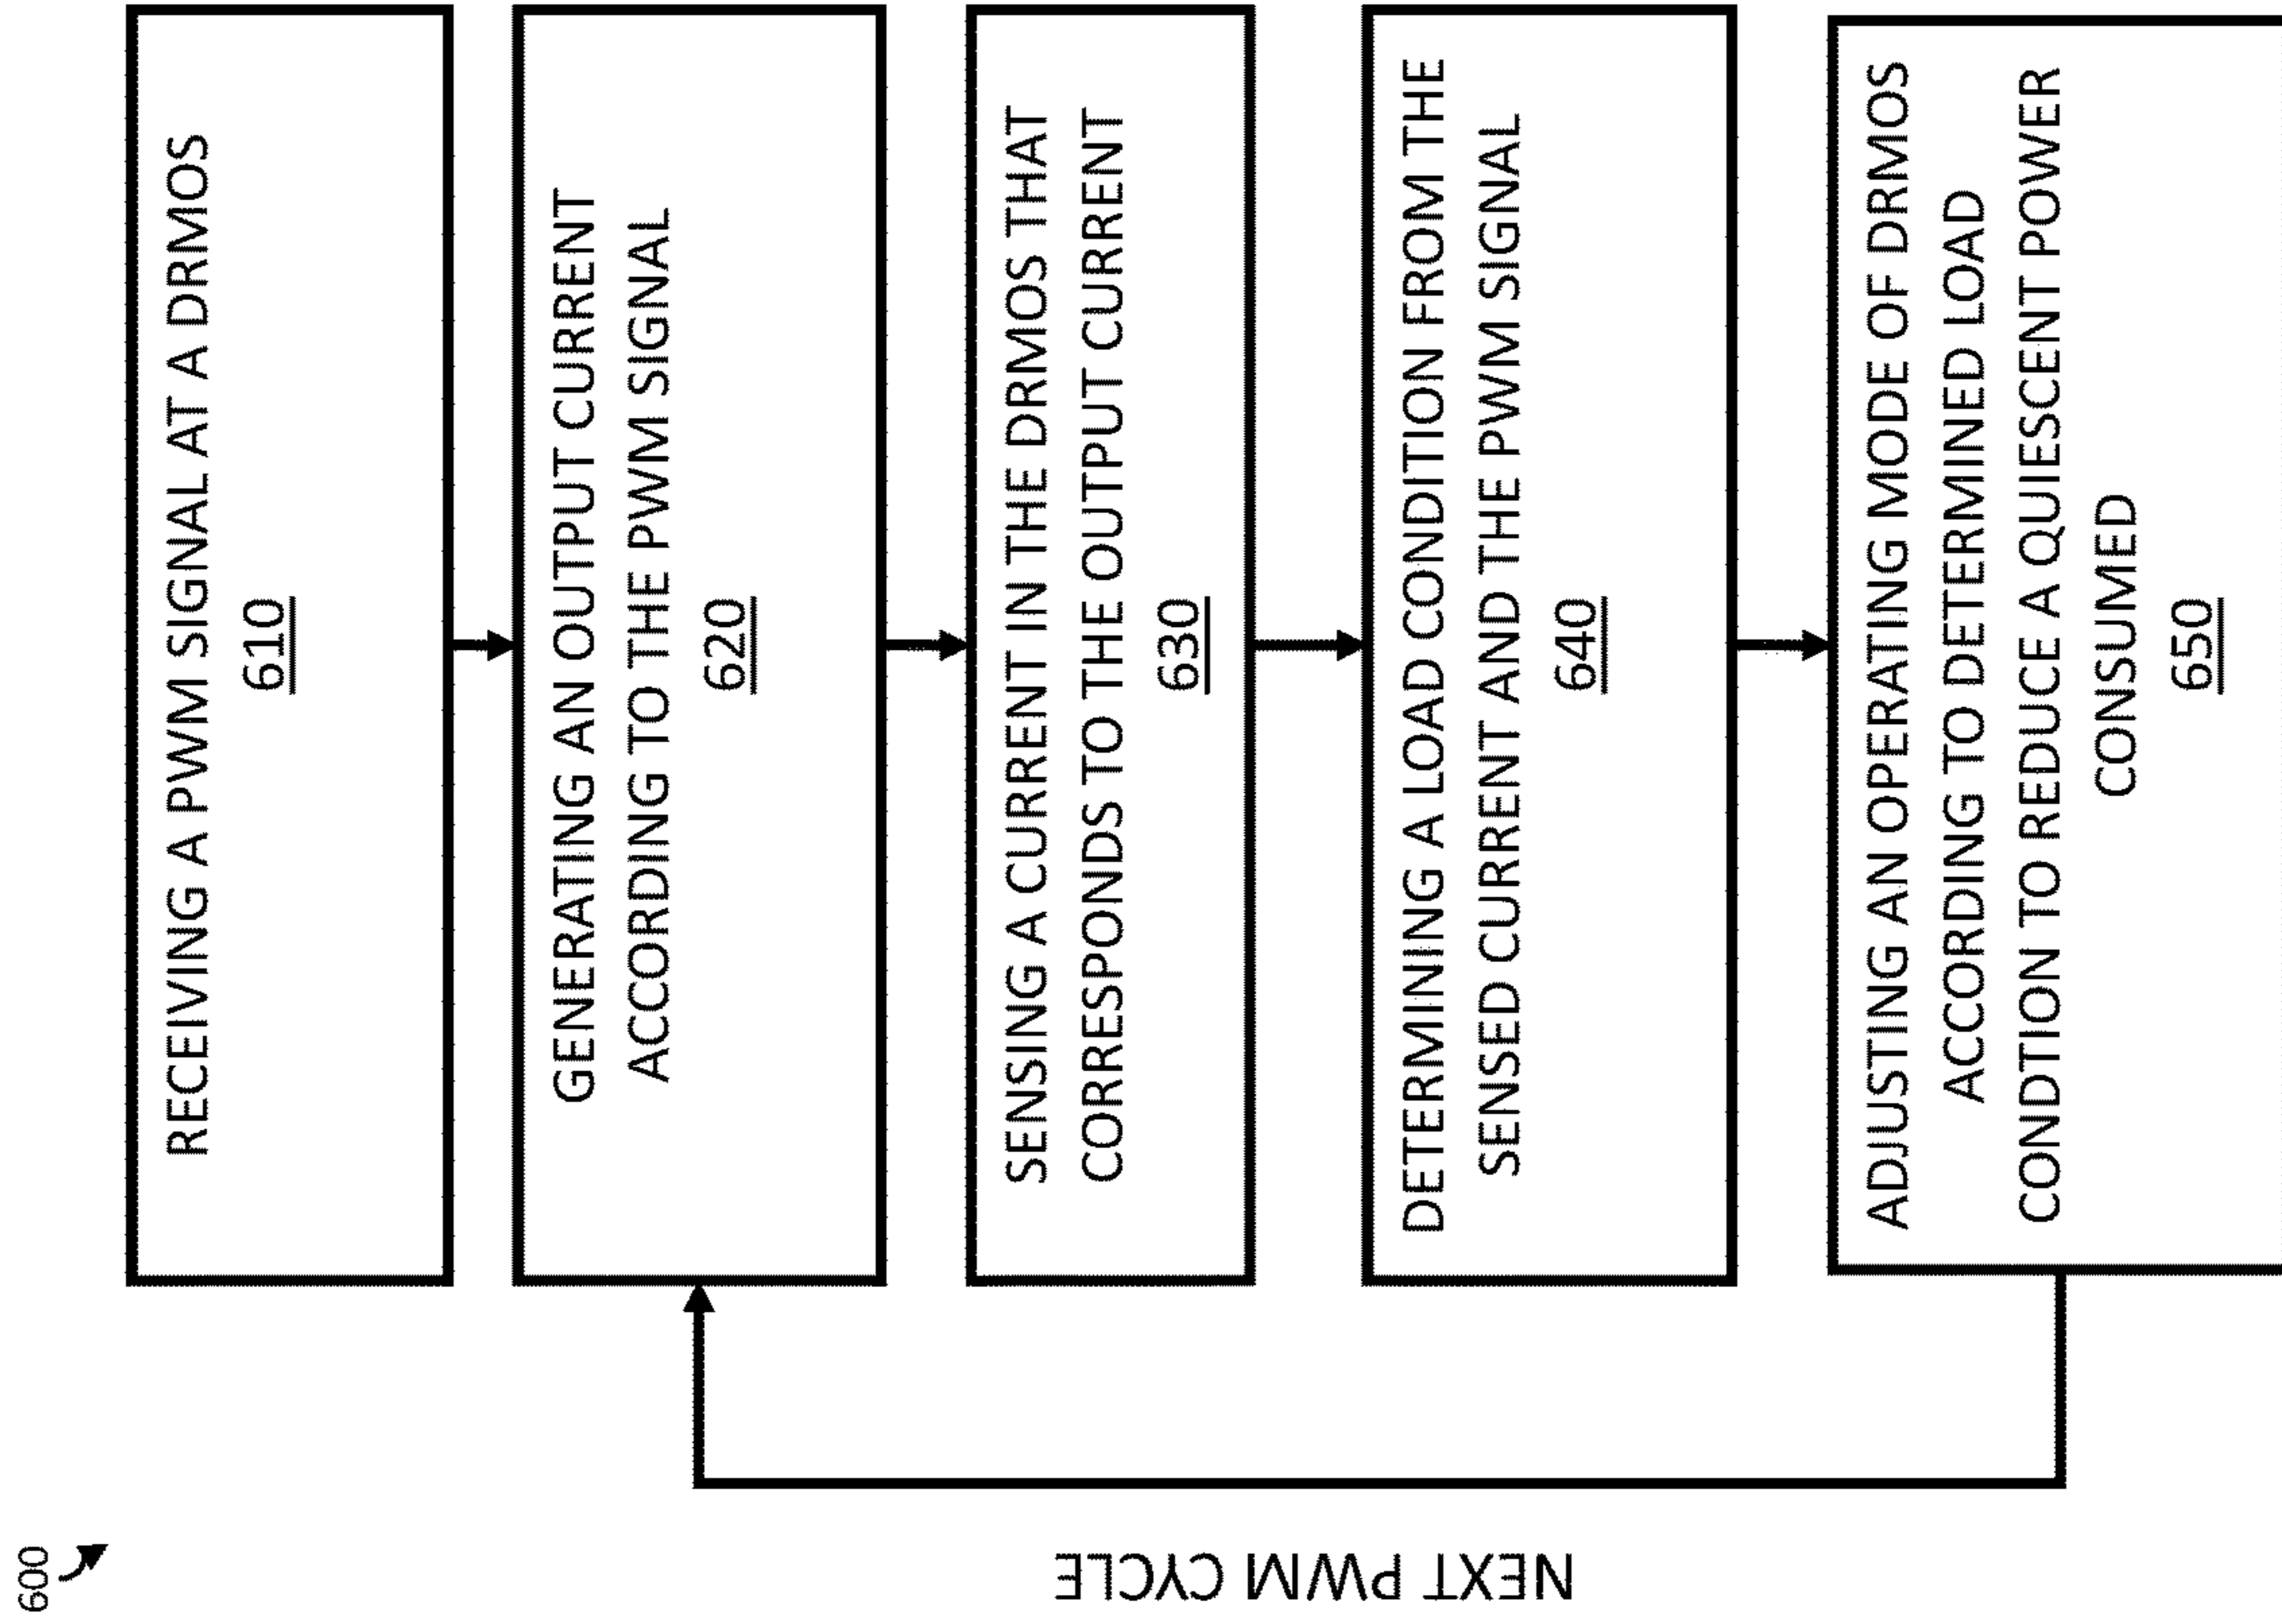 600
RECEIVING A PWM SIGNAL AT A DRMOS
610
GENERATING AN OUTPUT CURRENT
ACCORDING TO THE PWM SIGNAL
620
SENSING A CURRENT IN THE DRMOS THAT
CORRESPONDS TO THE OUTPUT CURRENT
630
DETERMINING A LOAD CONDITION FROM THE
SENSED CURRENT AND THE PWM SIGNAL
640
ADJUSTING AN OPERATING MODE OF DRMOS
ACCORDING TO DETERMINED LOAD
CONDTION TO REDUCE A QUIESCENT POWER
CONSUMED
650
NEXT PWM CYCLE